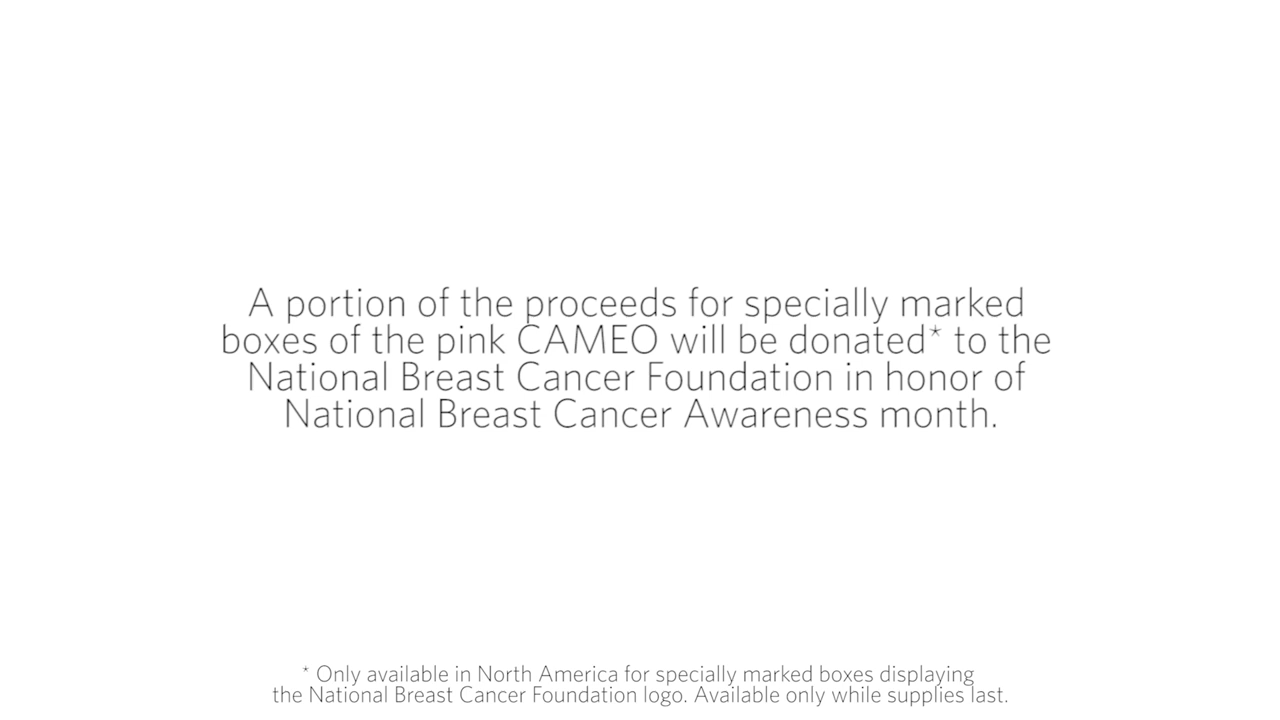 A portion of the proceeds for specially marked
boxes of the pink CAMEO will be donated* to the
National Breast Cancer Foundation in honor of
National Breast Cancer Awareness month.
* Only available in North America for specially marked boxes displaying
the National Breast Cancer Foundation logo. Available only while supplies last.